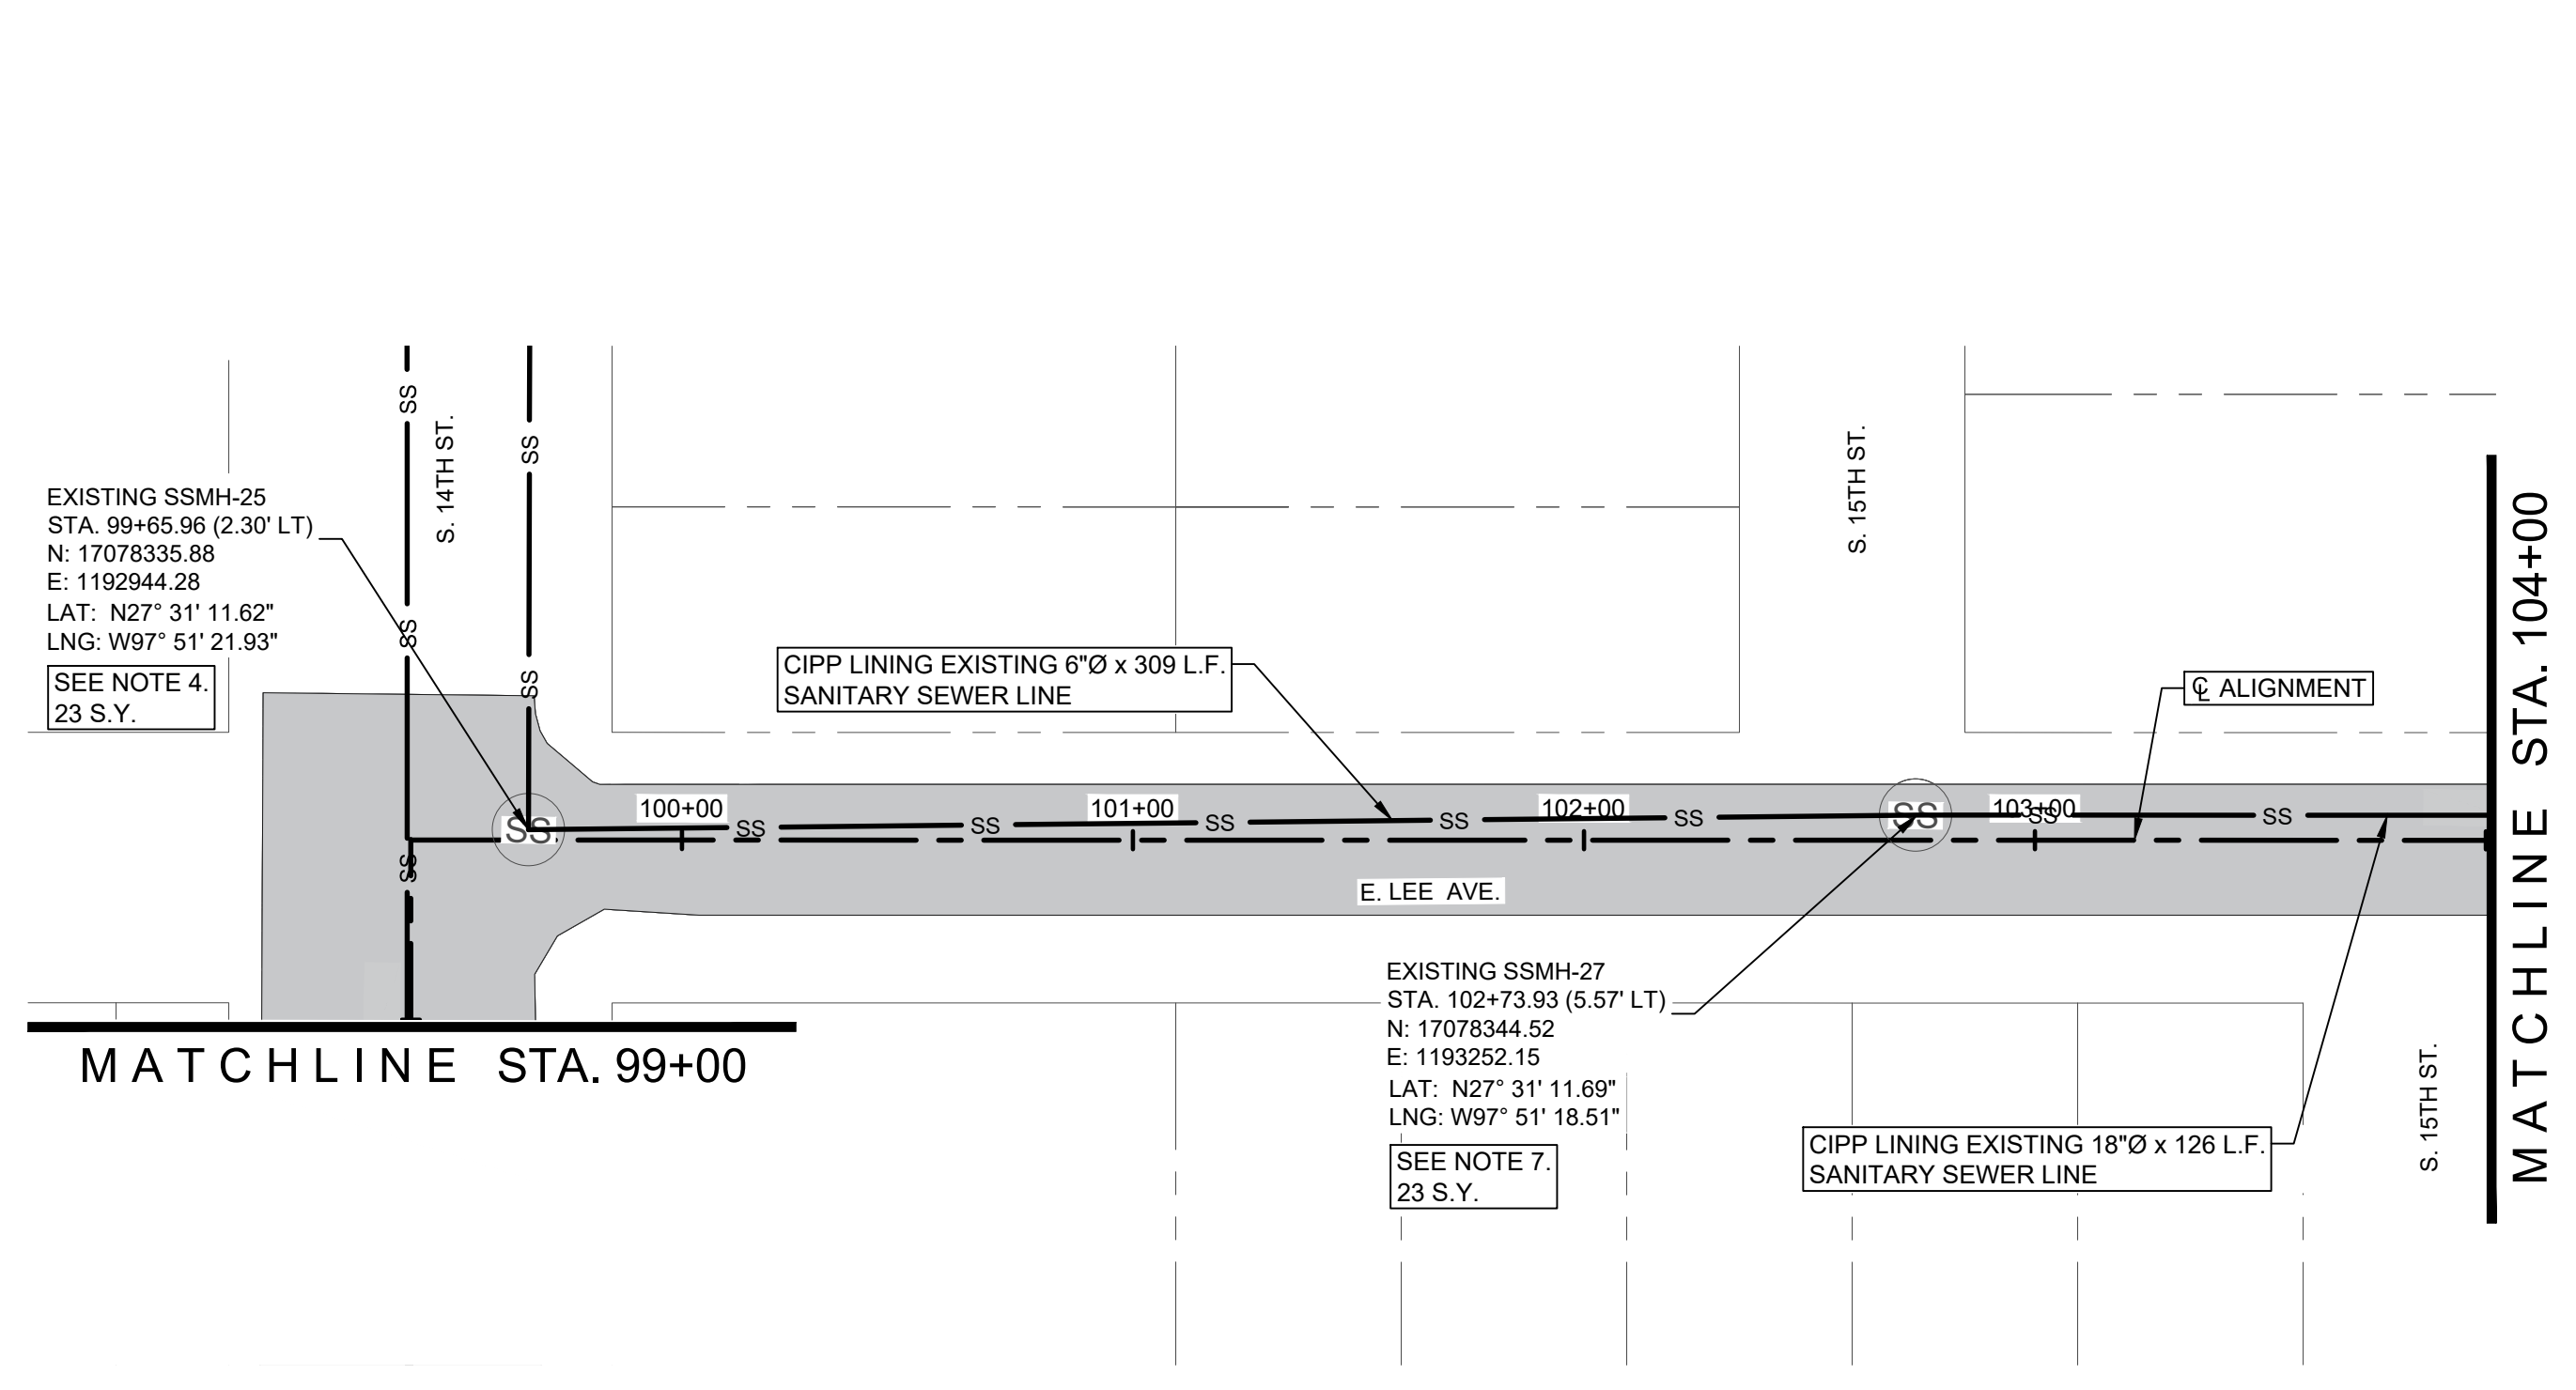 SS
SS
S. 14TH ST.
SS
SS
SS
SS
EXISTING SSMH-25
STA. 99+65.96 (2.30' LT)
N: 17078335.88
E: 1192944.28
LAT: N27° 31' 11.62"
LNG: W97° 51' 21.93"
SEE NOTE 4.
23 S.Y.
S. 15TH ST.
CIPP LINING EXISTING 6"Ø x 309 L.F.
SANITARY SEWER LINE
℄ ALIGNMENT
SS
100+00
SS
SS
101+00
SS
SS
102+00
SS
SS
103+00
SS
SS
E. LEE AVE.
EXISTING SSMH-27
STA. 102+73.93 (5.57' LT)
N: 17078344.52
E: 1193252.15
LAT: N27° 31' 11.69"
LNG: W97° 51' 18.51"
SEE NOTE 7.
23 S.Y.
CIPP LINING EXISTING 18"Ø x 126 L.F.
SANITARY SEWER LINE
S. 15TH ST.
MATCHLINE STA. 99+00
MATCHLINE STA. 104+00